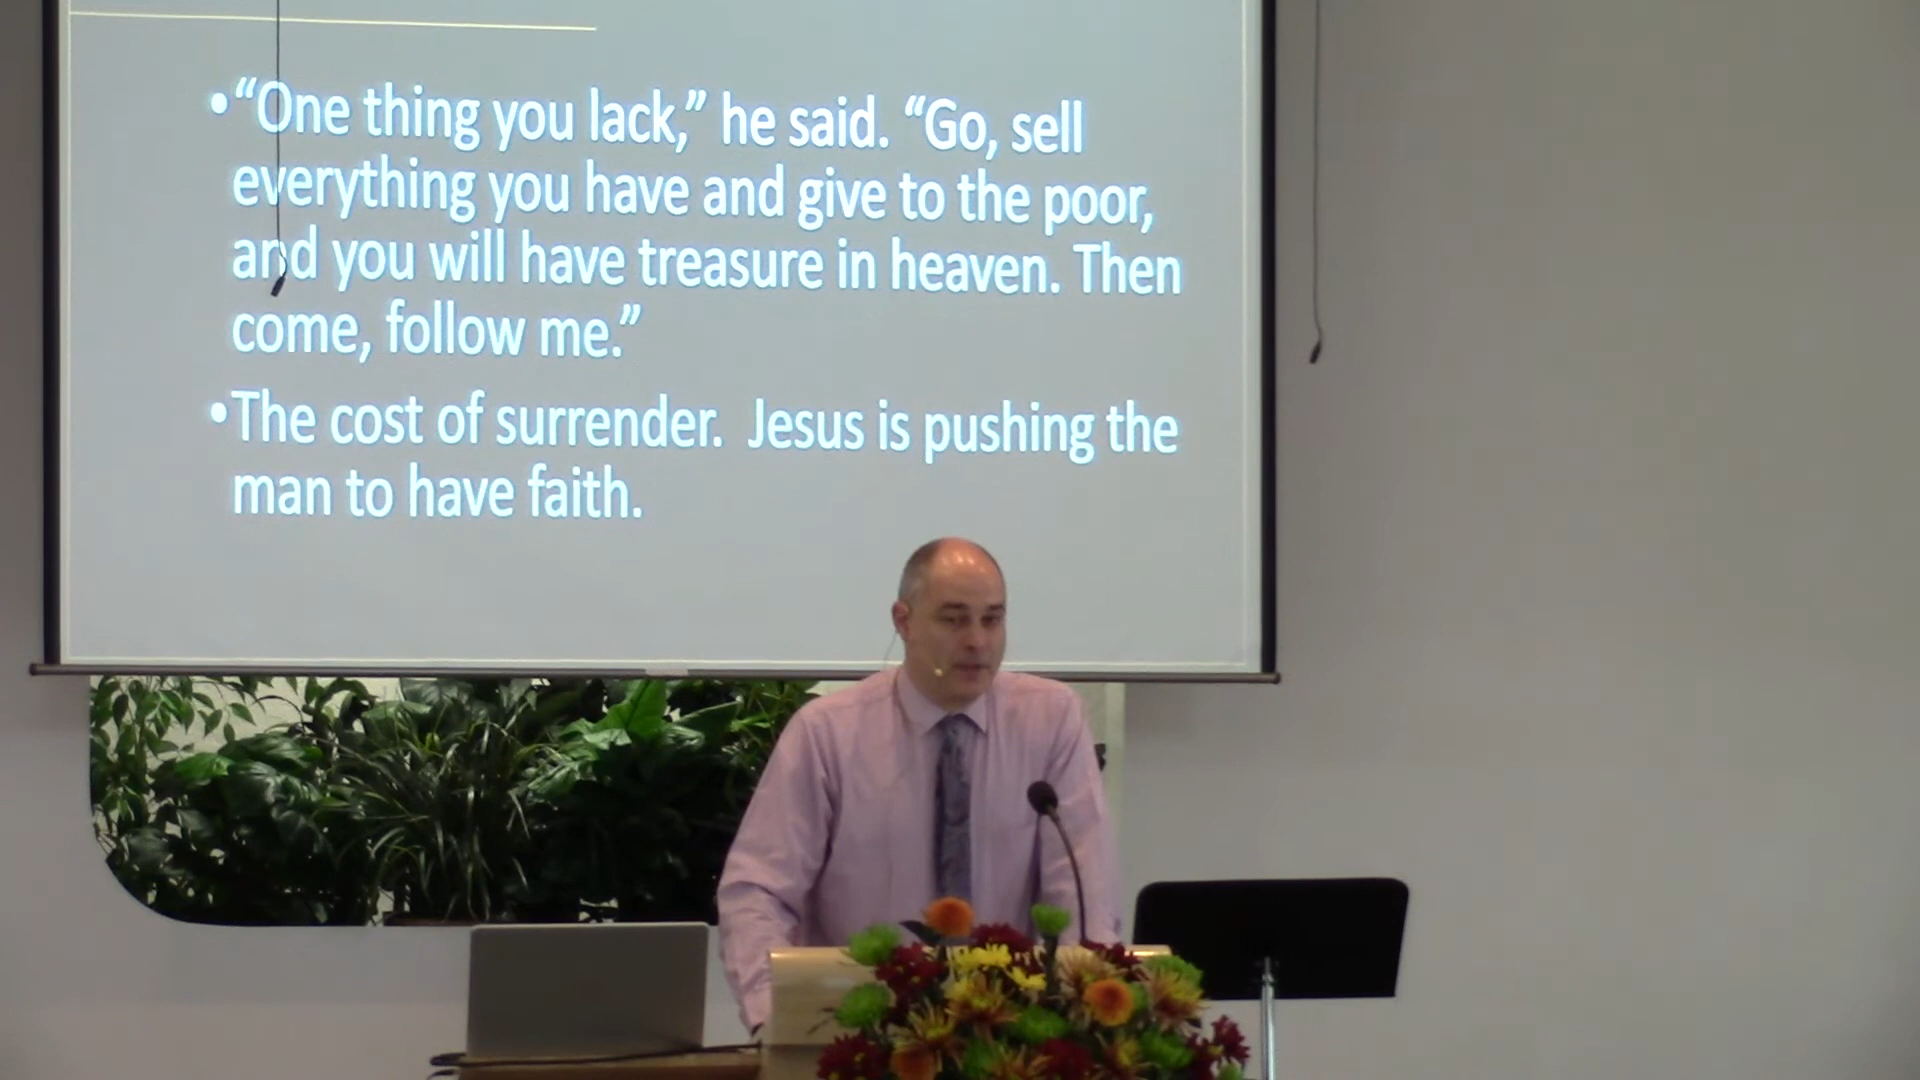 •“One thing you lack,” he said. “Go, sell
everything you have and give to the poor,
and you will have treasure in heaven. Then
come, follow me.”
•The cost of surrender.  Jesus is pushing the
man to have faith.